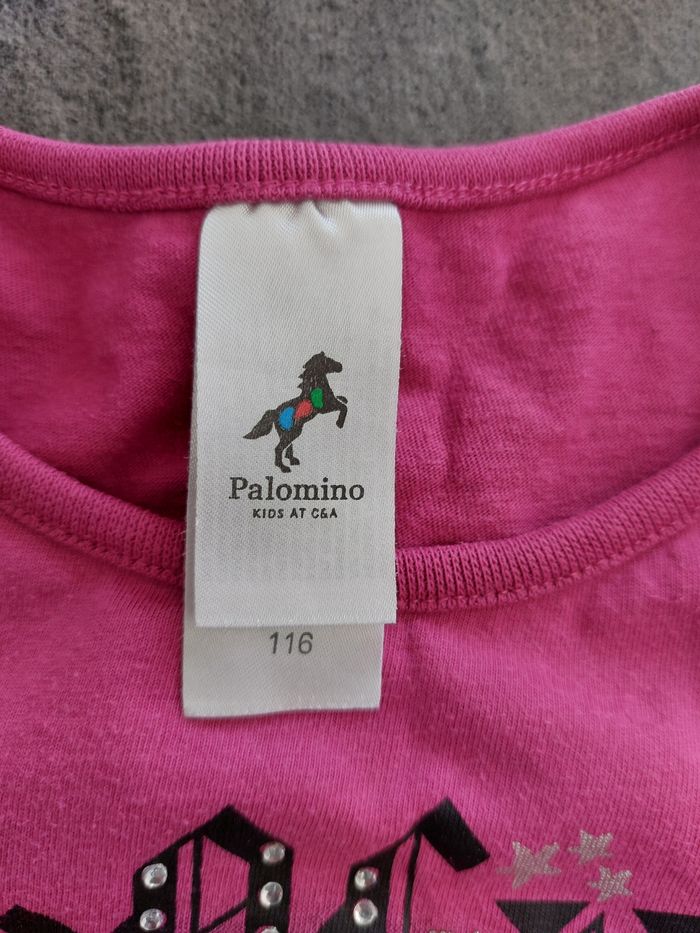 Palomino
KIDS AT C&A
116